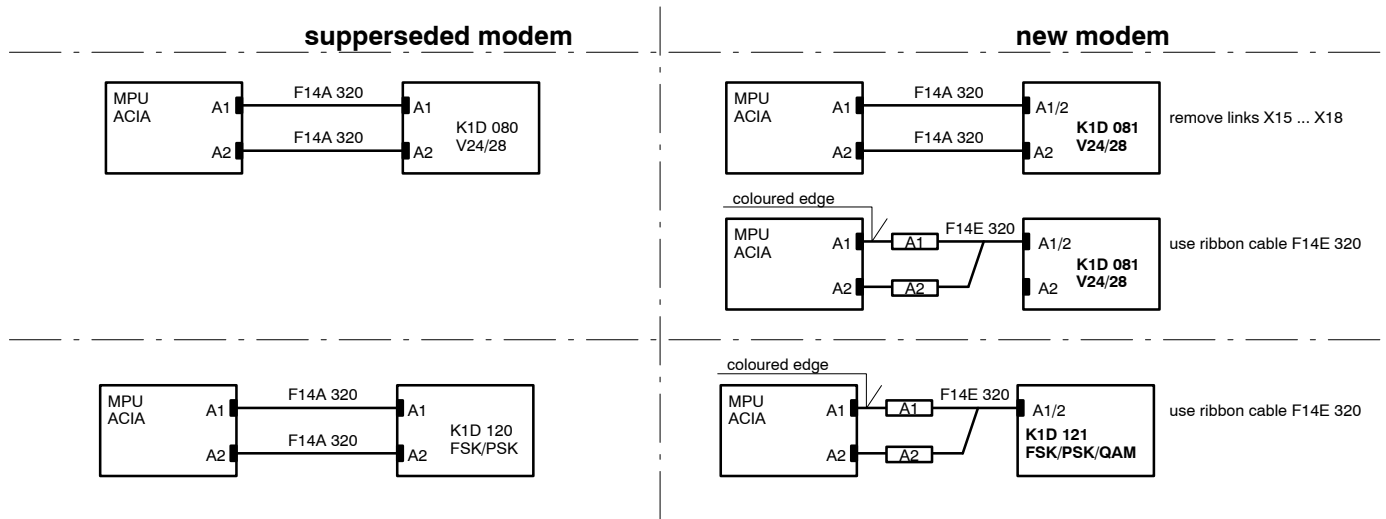 suppersed modem
new modem
MPU
ACIA
A1
F14A 320
A1
A2
F14A 320
A2
K1D 080
V24/28
MPU
ACIA
A1
F14A 320
A1/2
A2
F14A 320
A2
K1D 081
V24/28
remove links X15 ... X18
coloured edge
MPU
ACIA
A1
A1
F14E 320
A1/2
A2
A2
A2
K1D 081
V24/28
use ribbon cable F14E 320
MPU
ACIA
A1
F14A 320
A1
A2
F14A 320
A2
K1D 120
FSK/PSK
coloured edge
MPU
ACIA
A1
A1
F14E 320
A1/2
A2
A2
K1D 121
FSK/PSK/QAM
use ribbon cable F14E 320